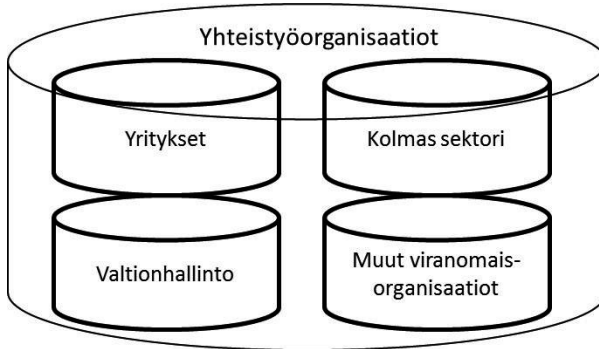 Yhteistyöorganisaatiot
Yritykset
Kolmas sektori
Valtionhallinto
Muut viranomais-
organisaatiot